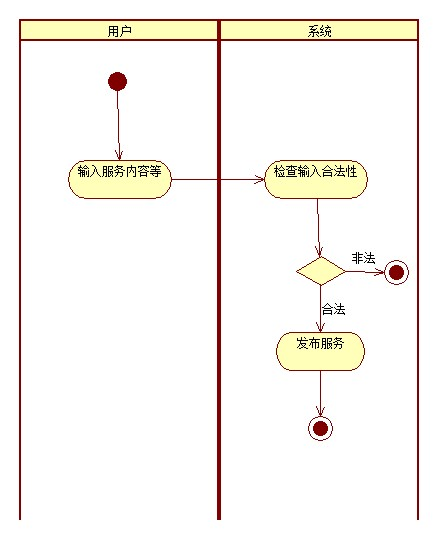 用户
系统
输入服务内容等
检查输入合法性
非法
合法
发布服务